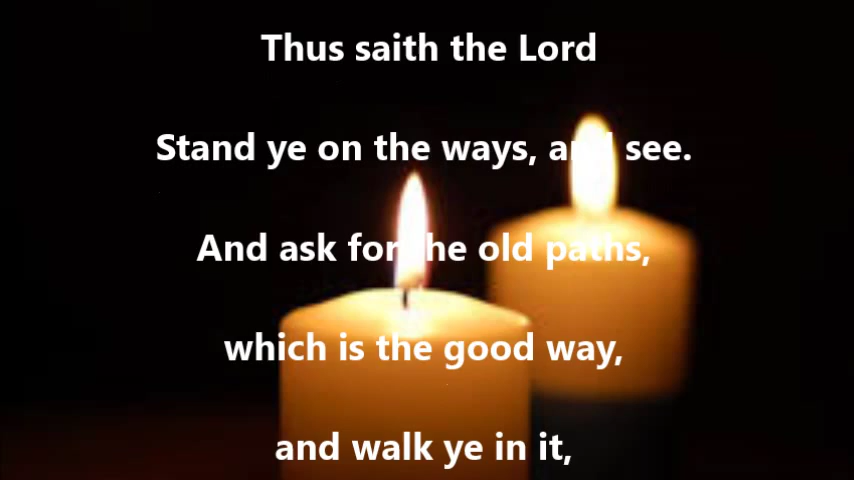 Thus saith the Lord
Stand ye on the ways, and see.
And ask for the old paths,
which is the good way,
and walk ye in it,